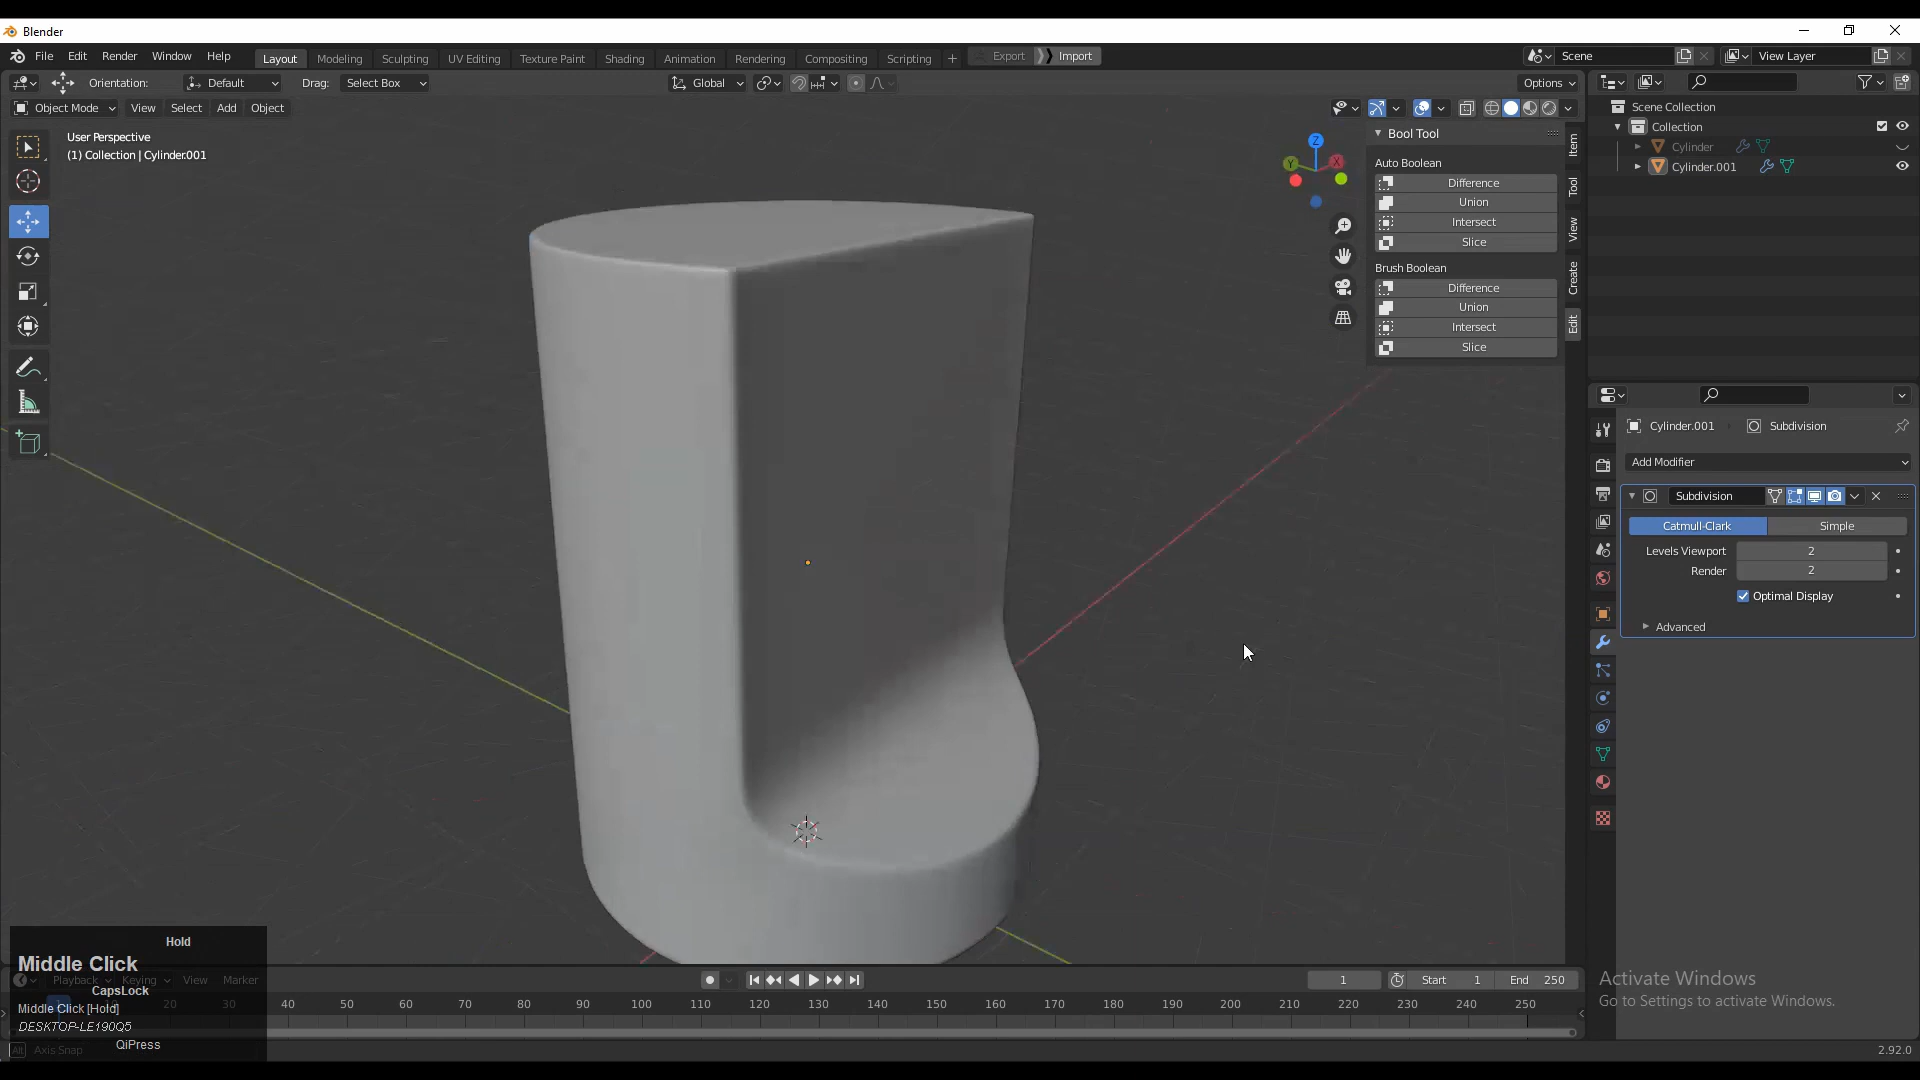 Blender
File Edit Render Window Help Layout Modeling Sculpting UV Editing Texture Paint Shading Animation Rendering Compositing Scripting + Export Import Scene View Layer
Orientation: Default Drag: Select Box Global Options
Object Mode View Select Add Object
User Perspective
(1) Collection | Cylinder.001
Z
Y
X
Bool Tool
Auto Boolean
Difference
Union
Intersect
Slice
Brush Boolean
Difference
Union
Intersect
Slice
Item
Tool
View
Create
Edit
Scene Collection
Collection
Cylinder
Cylinder.001
Cylinder.001 Subdivision
Add Modifier
Subdivision
Catmull-Clark Simple
Levels Viewport 2
Render 2
Optimal Display
Advanced
Hold
Middle Click
CapsLock
Middle Click [Hold]
DESKTOP-LE190Q5
QiPress
Playback Keying View Marker
1 Start 1 End 250
20 30 40 50 60 70 80 90 100 110 120 130 140 150 160 170 180 190 200 210 220 230 240 250
Alt Axis Snap
Activate Windows
Go to Settings to activate Windows.
2.92.0